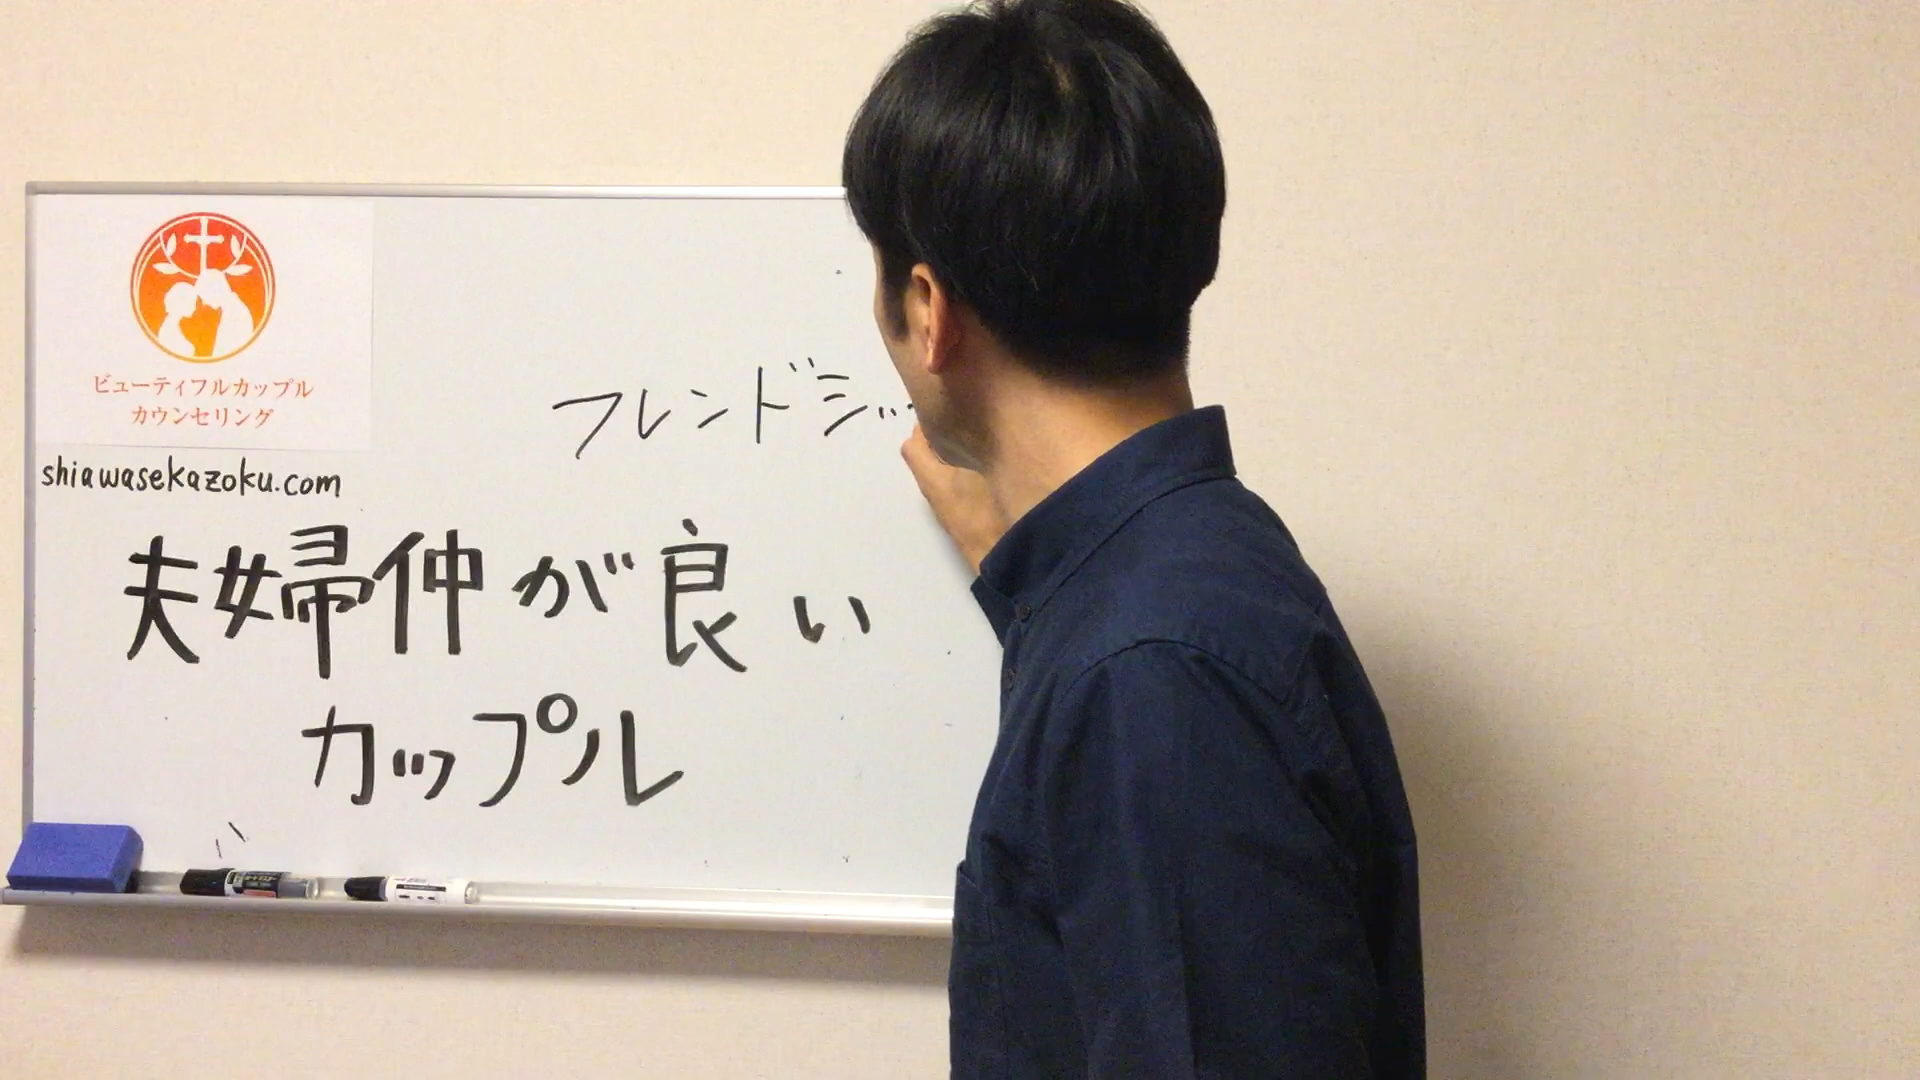 ビューティフルカップル
カウンセリング
shiawasekazoku.com
フレンドシッ
夫婦仲が良い
カップル